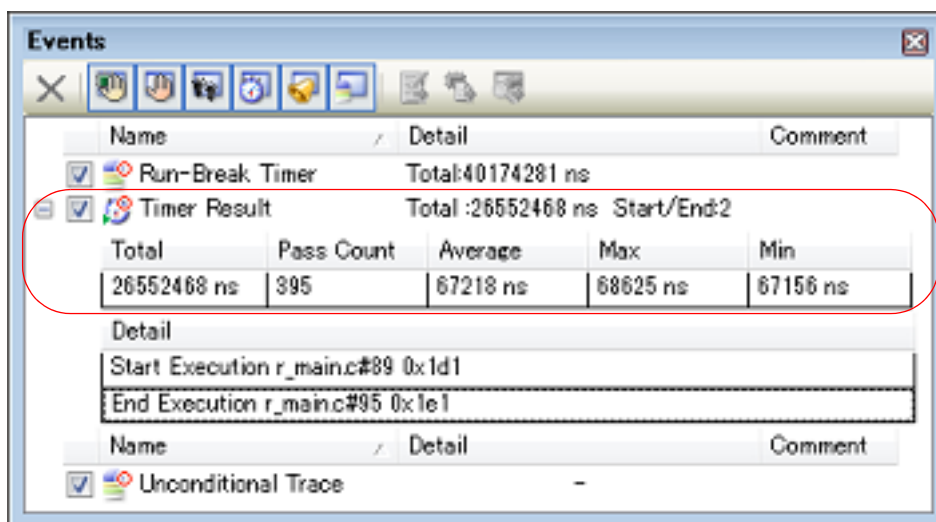 Events
Name Detail Comment
Run-Break Timer Total:40174281 ns
Timer Result Total :26552468 ns Start/End:2
Total Pass Count Average Max Min
26552468 ns 395 67218 ns 68625 ns 67156 ns
Detail
Start Execution r_main.c#89 0x1d1
End Execution r_main.c#95 0x1e1
Name Detail Comment
Unconditional Trace -